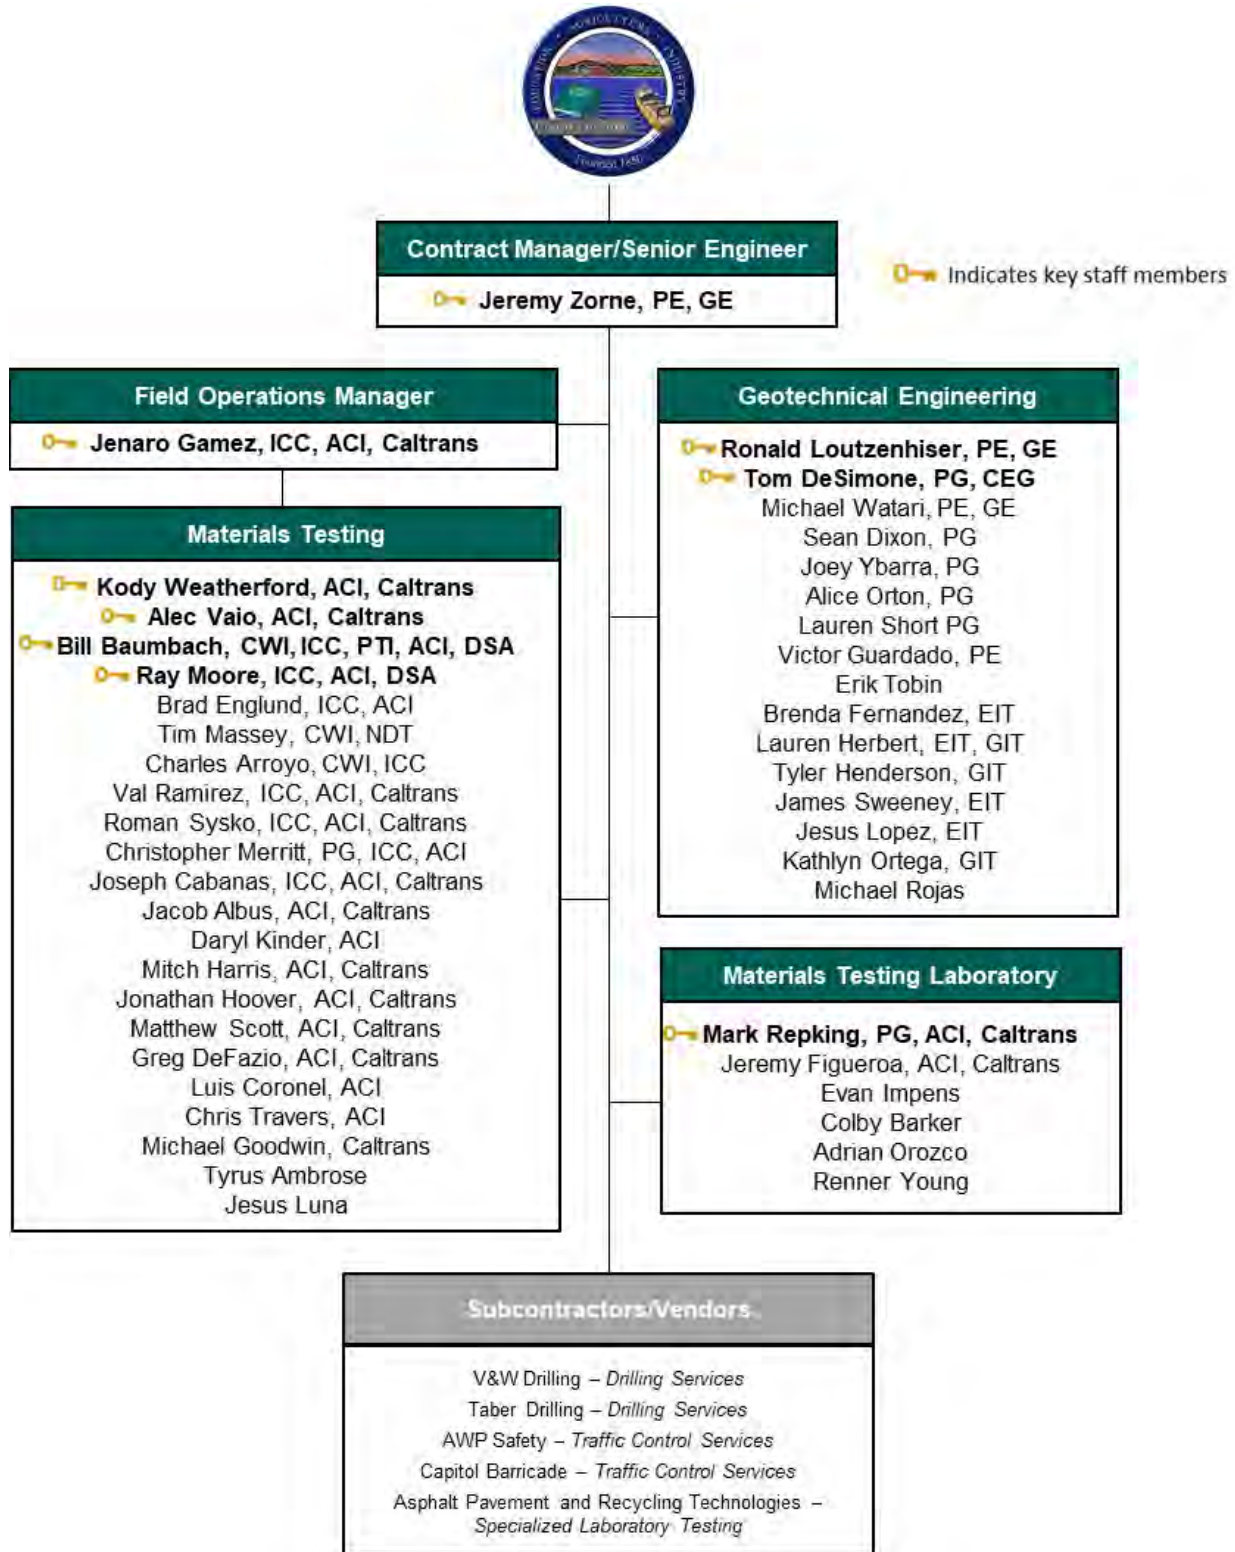 EDUCATION • AGRICULTURE • INDUSTRY
Founded 1850
Contract Manager/Senior Engineer
Jeremy Zorne, PE, GE
Indicates key staff members
Field Operations Manager
Jenaro Gamez, ICC, ACI, Caltrans
Materials Testing
Kody Weatherford, ACI, Caltrans
Alec Vaio, ACI, Caltrans
Bill Baumbach, CWI, ICC, PTI, ACI, DSA
Ray Moore, ICC, ACI, DSA
Brad Englund, ICC, ACI
Tim Massey, CWI, NDT
Charles Arroyo, CWI, ICC
Val Ramirez, ICC, ACI, Caltrans
Roman Sysko, ICC, ACI, Caltrans
Christopher Merritt, PG, ICC, ACI
Joseph Cabanas, ICC, ACI, Caltrans
Jacob Albus, ACI, Caltrans
Daryl Kinder, ACI
Mitch Harris, ACI, Caltrans
Jonathan Hoover, ACI, Caltrans
Matthew Scott, ACI, Caltrans
Greg DeFazio, ACI, Caltrans
Luis Coronel, ACI
Chris Travers, ACI
Michael Goodwin, Caltrans
Tyrus Ambrose
Jesus Luna
Geotechnical Engineering
Ronald Loutzenhiser, PE, GE
Tom DeSimone, PG, CEG
Michael Watari, PE, GE
Sean Dixon, PG
Joey Ybarra, PG
Alice Orton, PG
Lauren Short PG
Victor Guardado, PE
Erik Tobin
Brenda Fernandez, EIT
Lauren Herbert, EIT, GIT
Tyler Henderson, GIT
James Sweeney, EIT
Jesus Lopez, EIT
Kathlyn Ortega, GIT
Michael Rojas
Materials Testing Laboratory
Mark Repking, PG, ACI, Caltrans
Jeremy Figueroa, ACI, Caltrans
Evan Impens
Colby Barker
Adrian Orozco
Renner Young
Subcontractors/Vendors
V&W Drilling – Drilling Services
Taber Drilling – Drilling Services
AWP Safety – Traffic Control Services
Capitol Barricade – Traffic Control Services
Asphalt Pavement and Recycling Technologies –
Specialized Laboratory Testing